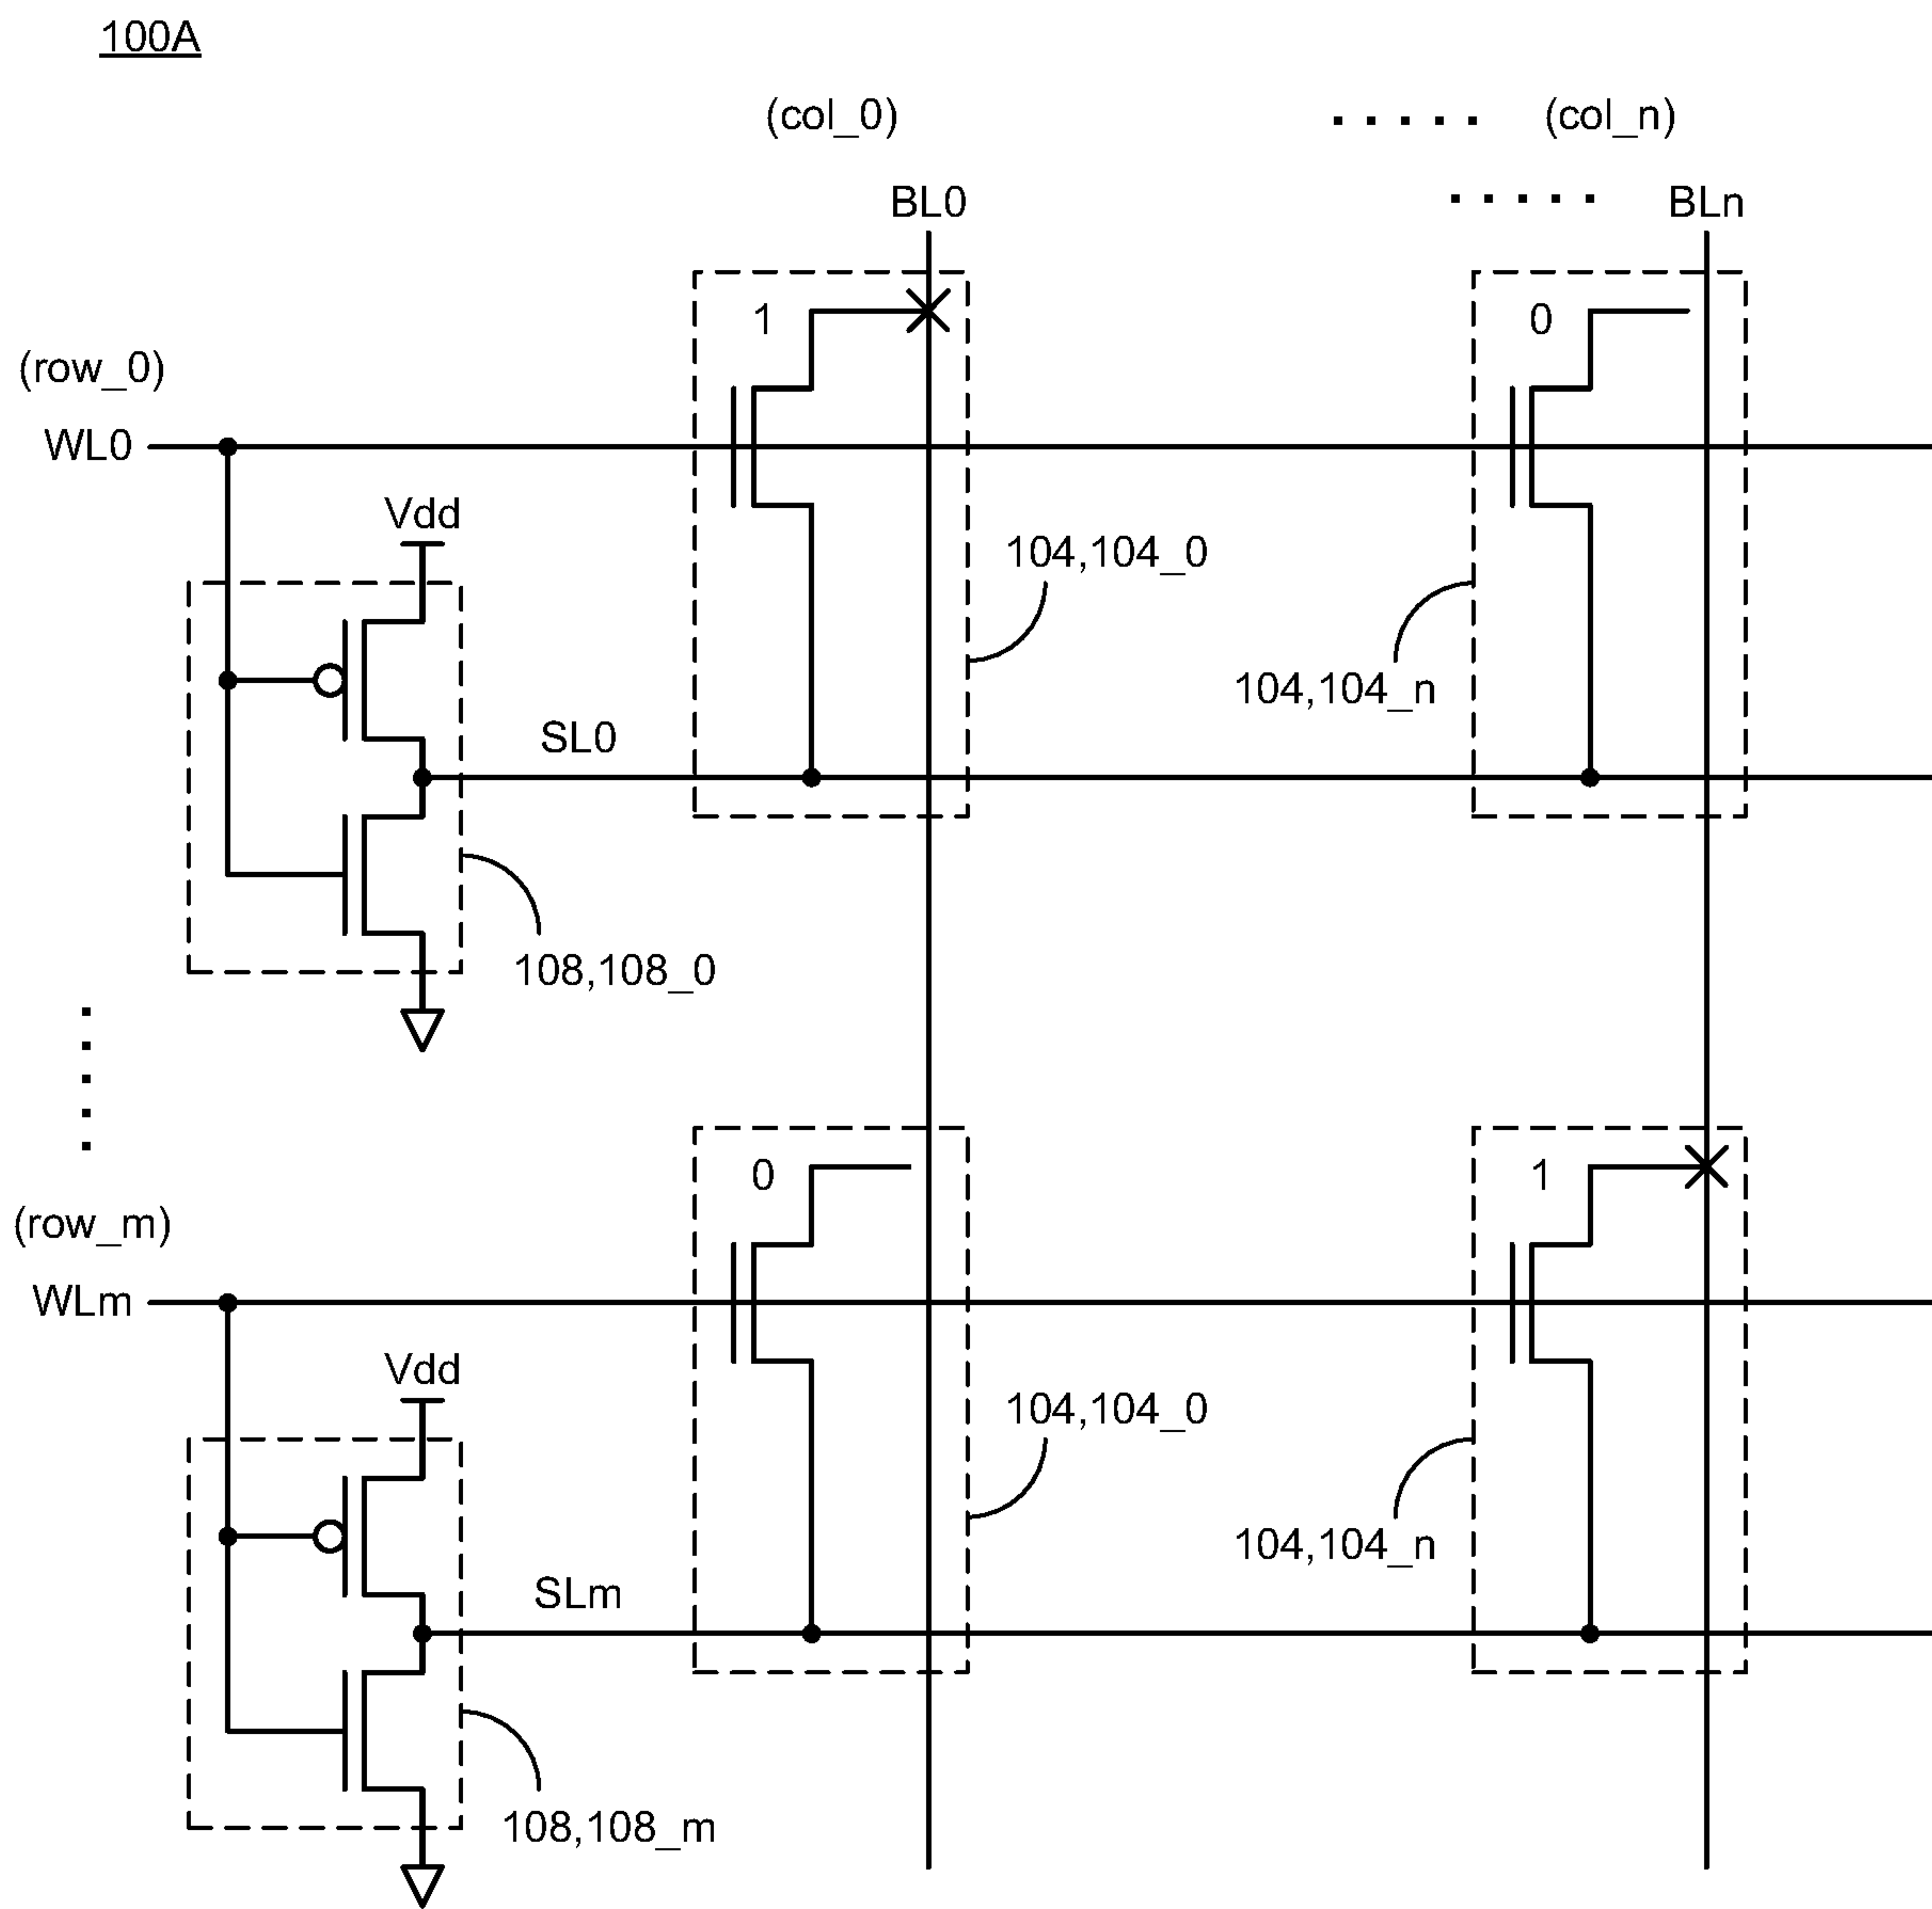 100A
(col_0) ..... (col_n)
BL0 ..... BLn
1 0
(row_0)
WL0
Vdd
104,104_0
104,104_n
SL0
108,108_0
0 1
(row_m)
WLm
Vdd
104,104_0
104,104_n
SLm
108,108_m